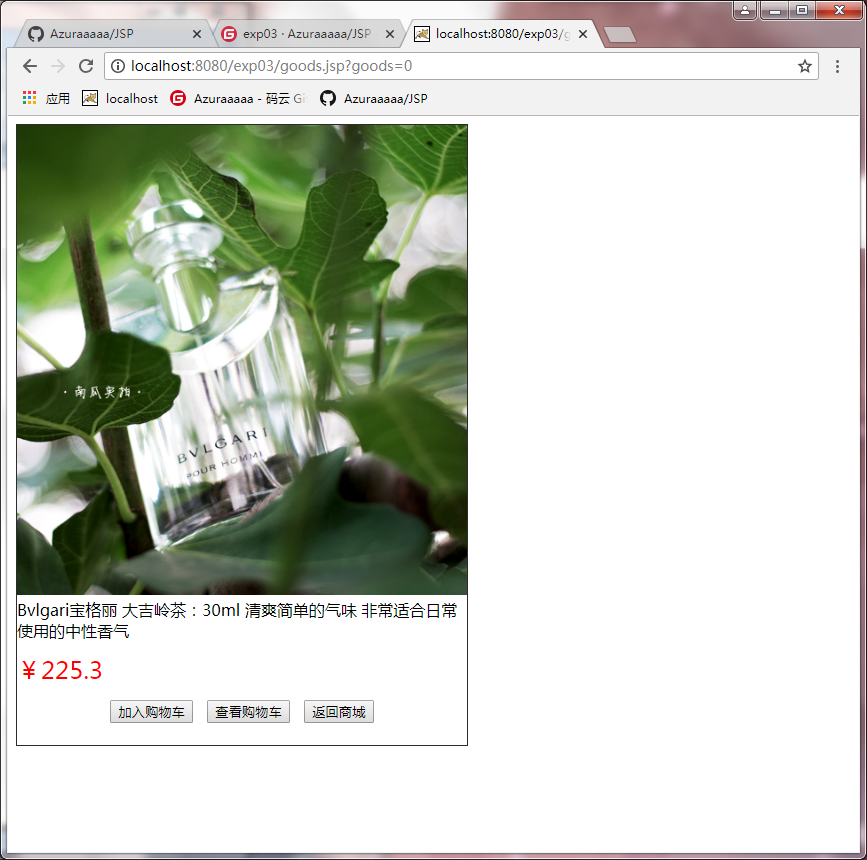 Azuraaaaa/JSP
exp03 · Azuraaaaa/JSP
localhost:8080/exp03/g
localhost:8080/exp03/goods.jsp?goods=0
应用
localhost
Azuraaaaa - 码云 Gi
Azuraaaaa/JSP
·南瓜实拍·
BVLGARI
POUR HOMME
Bvlgari宝格丽 大吉岭茶：30ml 清爽简单的气味 非常适合日常
使用的中性香气
¥ 225.3
加入购物车
查看购物车
返回商城